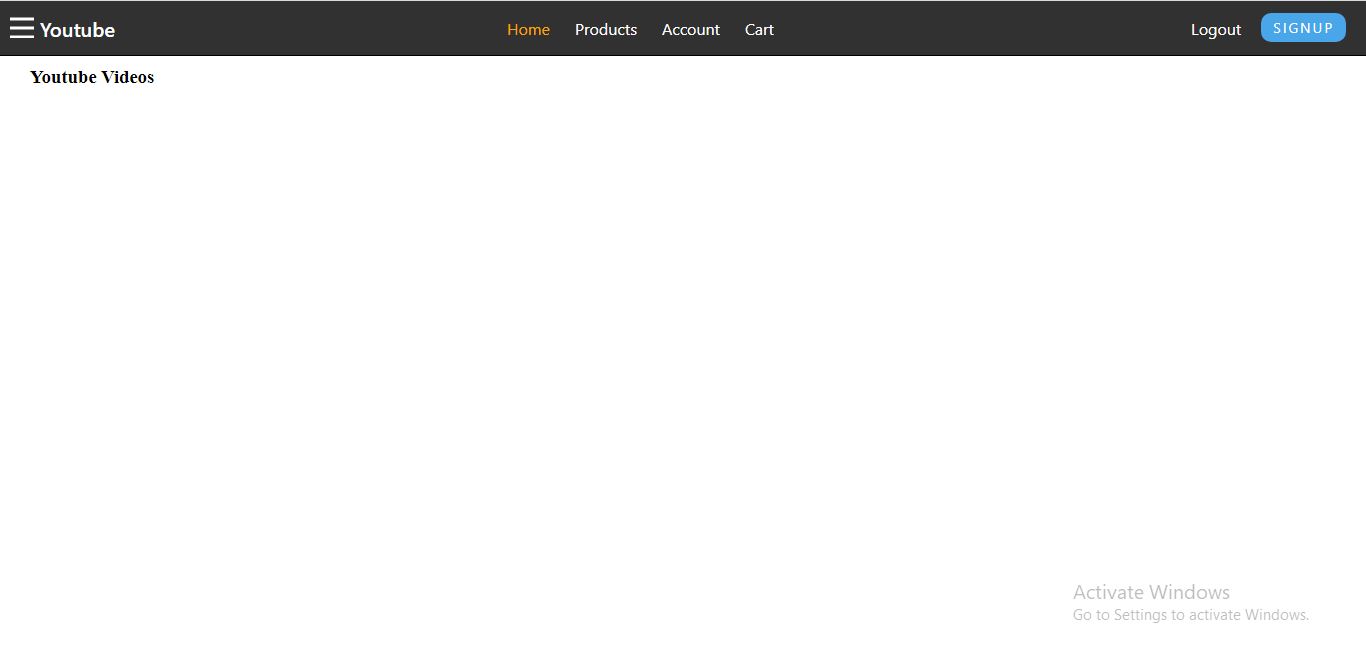 Youtube Home Products Account Cart Logout SIGNUP
Youtube Videos
Activate Windows
Go to Settings to activate Windows.